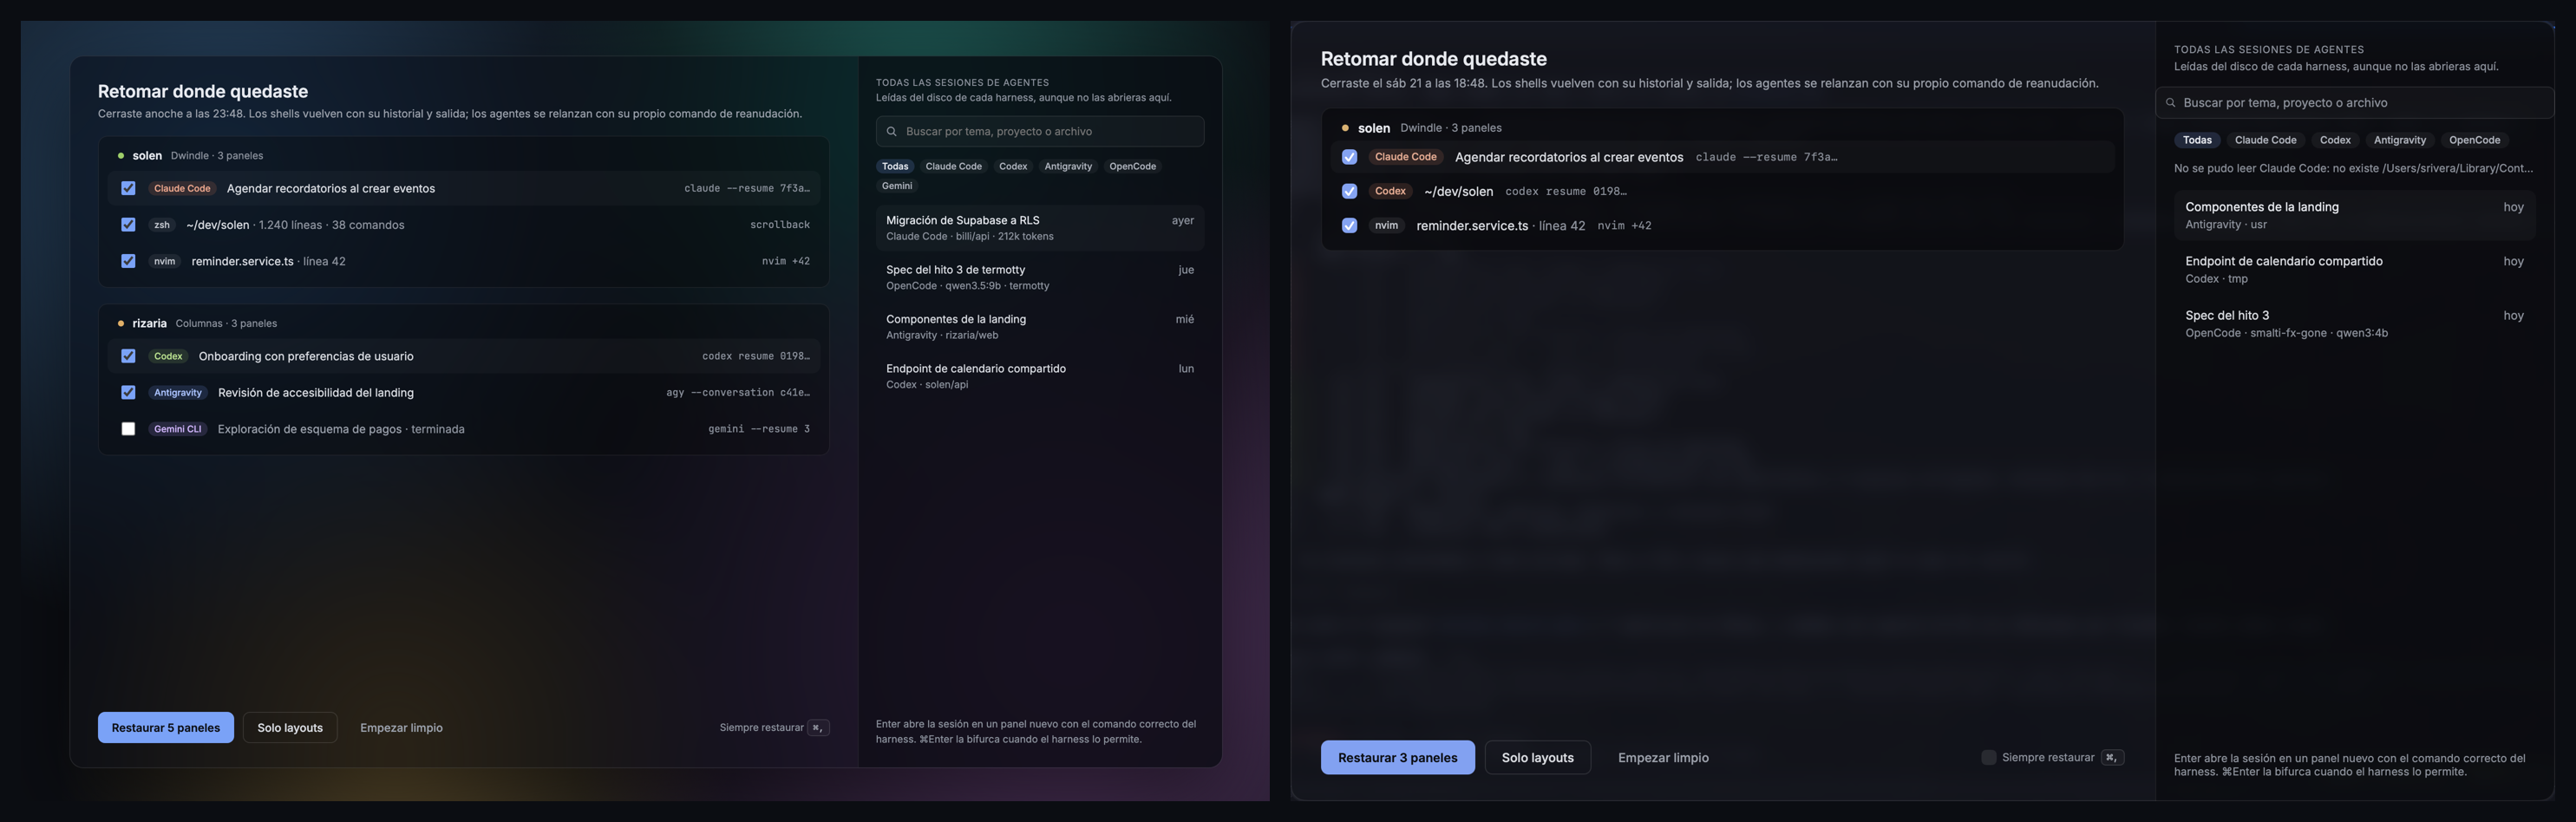 Retomar donde quedaste
Cerraste anoche a las 23:48. Los shells vuelven con su historial y salida; los agentes se relanzan con su propio comando de reanudación.
solen Dwindle · 3 paneles
Claude Code Agendar recordatorios al crear eventos claude --resume 7f3a…
zsh ~/dev/solen · 1.240 líneas · 38 comandos scrollback
nvim reminder.service.ts · línea 42 nvim +42
rizaria Columnas · 3 paneles
Codex Onboarding con preferencias de usuario codex resume 0198…
Antigravity Revisión de accesibilidad del landing agy --conversation c41e…
Gemini CLI Exploración de esquema de pagos · terminada gemini --resume 3
Restaurar 5 paneles Solo layouts Empezar limpio Siempre restaurar ⌘,
TODAS LAS SESIONES DE AGENTES
Leídas del disco de cada harness, aunque no las abrieras aquí.
Buscar por tema, proyecto o archivo
Todas Claude Code Codex Antigravity OpenCode
Gemini
Migración de Supabase a RLS ayer
Claude Code · billi/api · 212k tokens
Spec del hito 3 de termotty jue
OpenCode · qwen3.5:9b · termotty
Componentes de la landing mié
Antigravity · rizaria/web
Endpoint de calendario compartido lun
Codex · solen/api
Enter abre la sesión en un panel nuevo con el comando correcto del
harness. ⌘Enter la bifurca cuando el harness lo permite.
Retomar donde quedaste
Cerraste el sáb 21 a las 18:48. Los shells vuelven con su historial y salida; los agentes se relanzan con su propio comando de reanudación.
solen Dwindle · 3 paneles
Claude Code Agendar recordatorios al crear eventos claude --resume 7f3a…
Codex ~/dev/solen codex resume 0198…
nvim reminder.service.ts · línea 42 nvim +42
Restaurar 3 paneles Solo layouts Empezar limpio Siempre restaurar ⌘,
TODAS LAS SESIONES DE AGENTES
Leídas del disco de cada harness, aunque no las abrieras aquí.
Buscar por tema, proyecto o archivo
Todas Claude Code Codex Antigravity OpenCode
No se pudo leer Claude Code: no existe /Users/srivera/Library/Cont…
Componentes de la landing hoy
Antigravity · usr
Endpoint de calendario compartido hoy
Codex · tmp
Spec del hito 3 hoy
OpenCode · smalti-fx-gone · qwen3:4b
Enter abre la sesión en un panel nuevo con el comando correcto del
harness. ⌘Enter la bifurca cuando el harness lo permite.